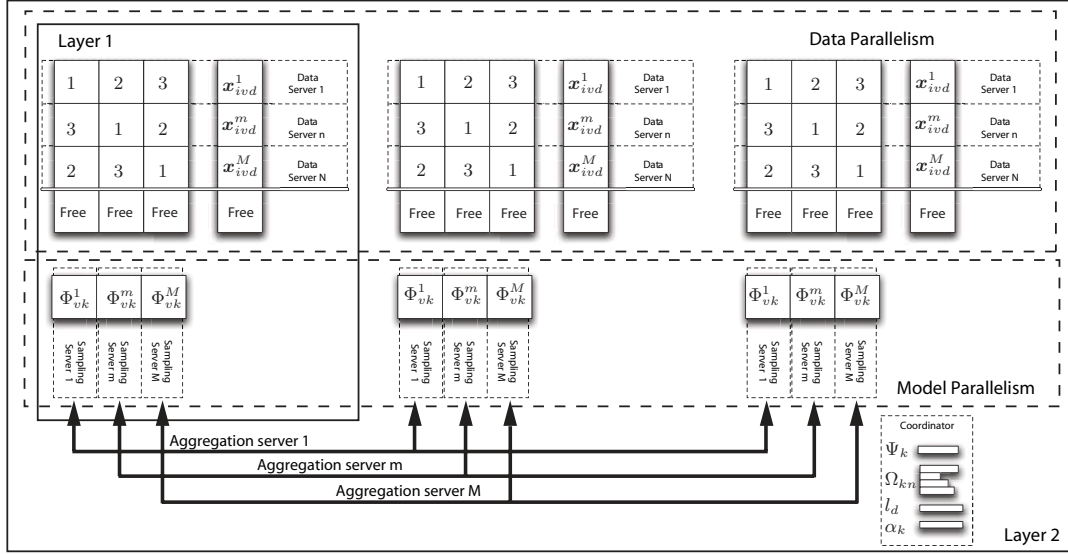 Layer 1
Data Parallelism
1 2 3 x^1_{ivd} Data Server 1
3 1 2 x^m_{ivd} Data Server n
2 3 1 x^M_{ivd} Data Server N
Free Free Free Free
1 2 3 x^1_{ivd} Data Server 1
3 1 2 x^m_{ivd} Data Server n
2 3 1 x^M_{ivd} Data Server N
Free Free Free Free
1 2 3 x^1_{ivd} Data Server 1
3 1 2 x^m_{ivd} Data Server n
2 3 1 x^M_{ivd} Data Server N
Free Free Free Free
Φ^1_{vk} Φ^m_{vk} Φ^M_{vk}
Sampling Server 1
Sampling Server m
Sampling Server M
Φ^1_{vk} Φ^m_{vk} Φ^M_{vk}
Sampling Server 1
Sampling Server m
Sampling Server M
Φ^1_{vk} Φ^m_{vk} Φ^M_{vk}
Sampling Server 1
Sampling Server m
Sampling Server M
Model Parallelism
Aggregation server 1
Aggregation server m
Aggregation server M
Coordinator
Ψ_k
Ω_{kn}
l_d
α_k
Layer 2